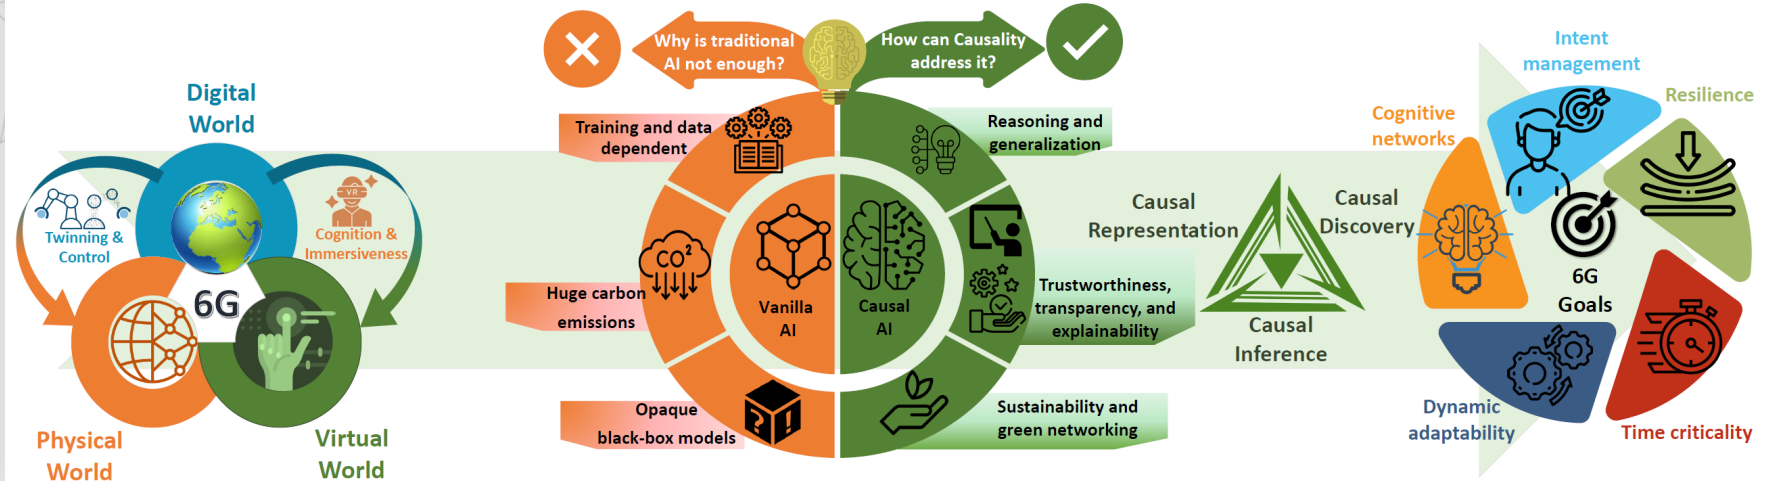 Digital
World
Twinning &
Control
Cognition &
Immersiveness
VR
6G
Physical
World
Virtual
World
Why is traditional
AI not enough?
How can Causality
address it?
Training and data
dependent
Huge carbon
emissions
Opaque
black-box models
CO²
?!
Vanilla
AI
Causal
AI
Reasoning and
generalization
Trustworthiness,
transparency, and
explainability
Sustainability and
green networking
Causal
Representation
Causal
Discovery
Causal
Inference
Intent
management
Resilience
Cognitive
networks
6G
Goals
Dynamic
adaptability
Time criticality